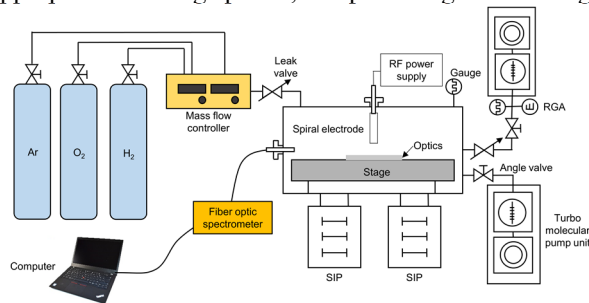 Leak
valve
RF power
supply
Gauge
Mass flow
controller
Spiral electrode
RGA
Ar
O2
H2
Optics
Stage
Angle valve
Fiber optic
spectrometer
Turbo
molecular
pump unit
Computer
SIP
SIP
E